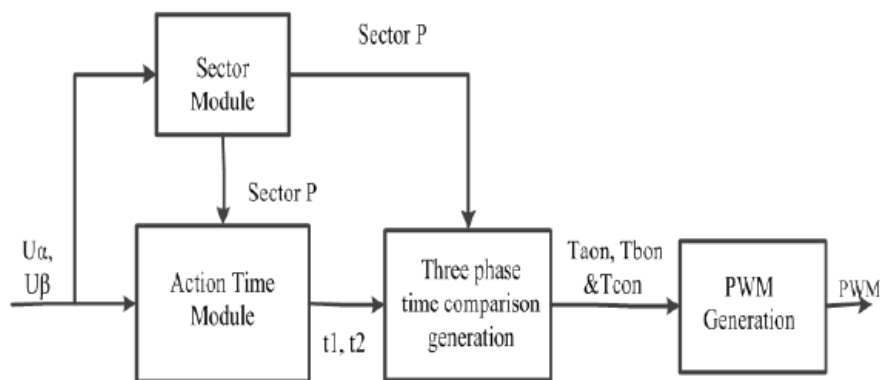 Sector P
Sector
Module
Sector P
Uα,
Uβ
Action Time
Module
t1, t2
Three phase
time comparison
generation
Taon, Tbon
&Tcon
PWM
Generation
PWM